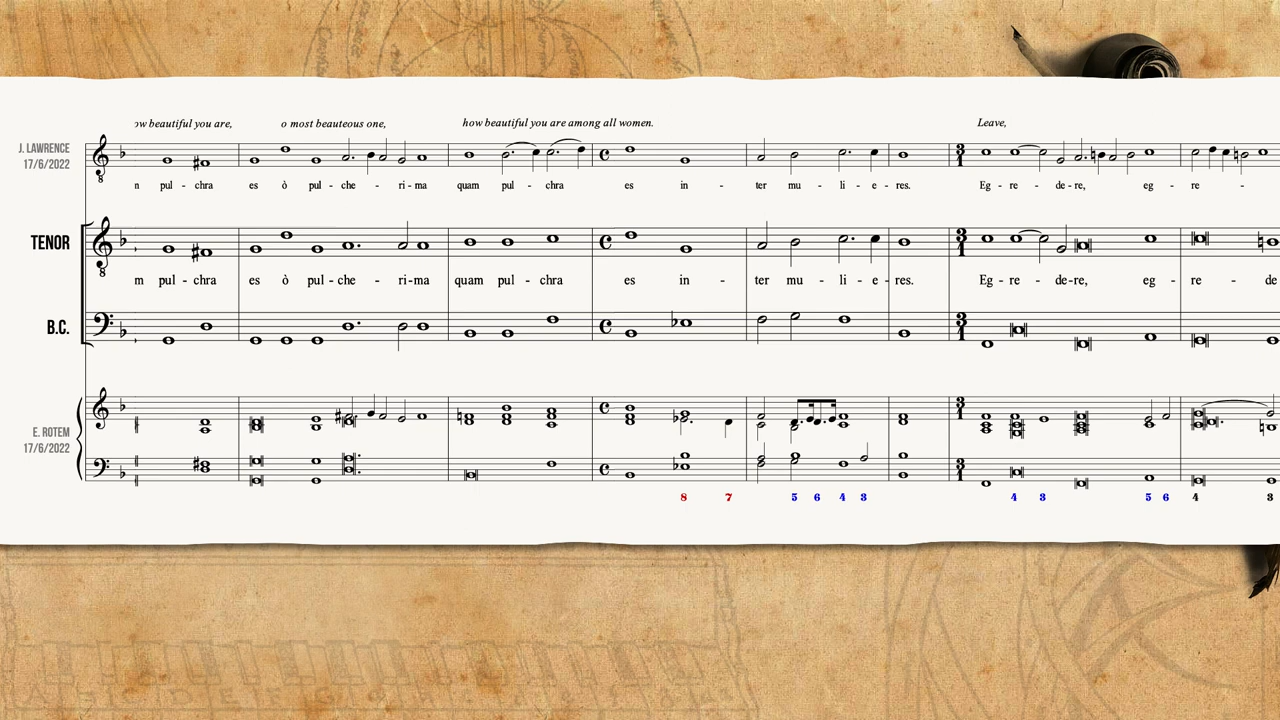 ow beautiful you are, o most beauteous one, how beautiful you are among all women. Leave,
J. LAWRENCE
17/6/2022
n pul - chra es ò pul - che - ri - ma quam pul - chra es in - ter mu - li - e - res. Eg - re - de - re, eg - re -
TENOR
m pul - chra es ò pul - che - ri - ma quam pul - chra es in - ter mu - li - e - res. Eg - re - de - re, eg - re - de
B.C.
E. ROTEM
17/6/2022
8 7 5 6 4 3 4 3 5 6 4 3